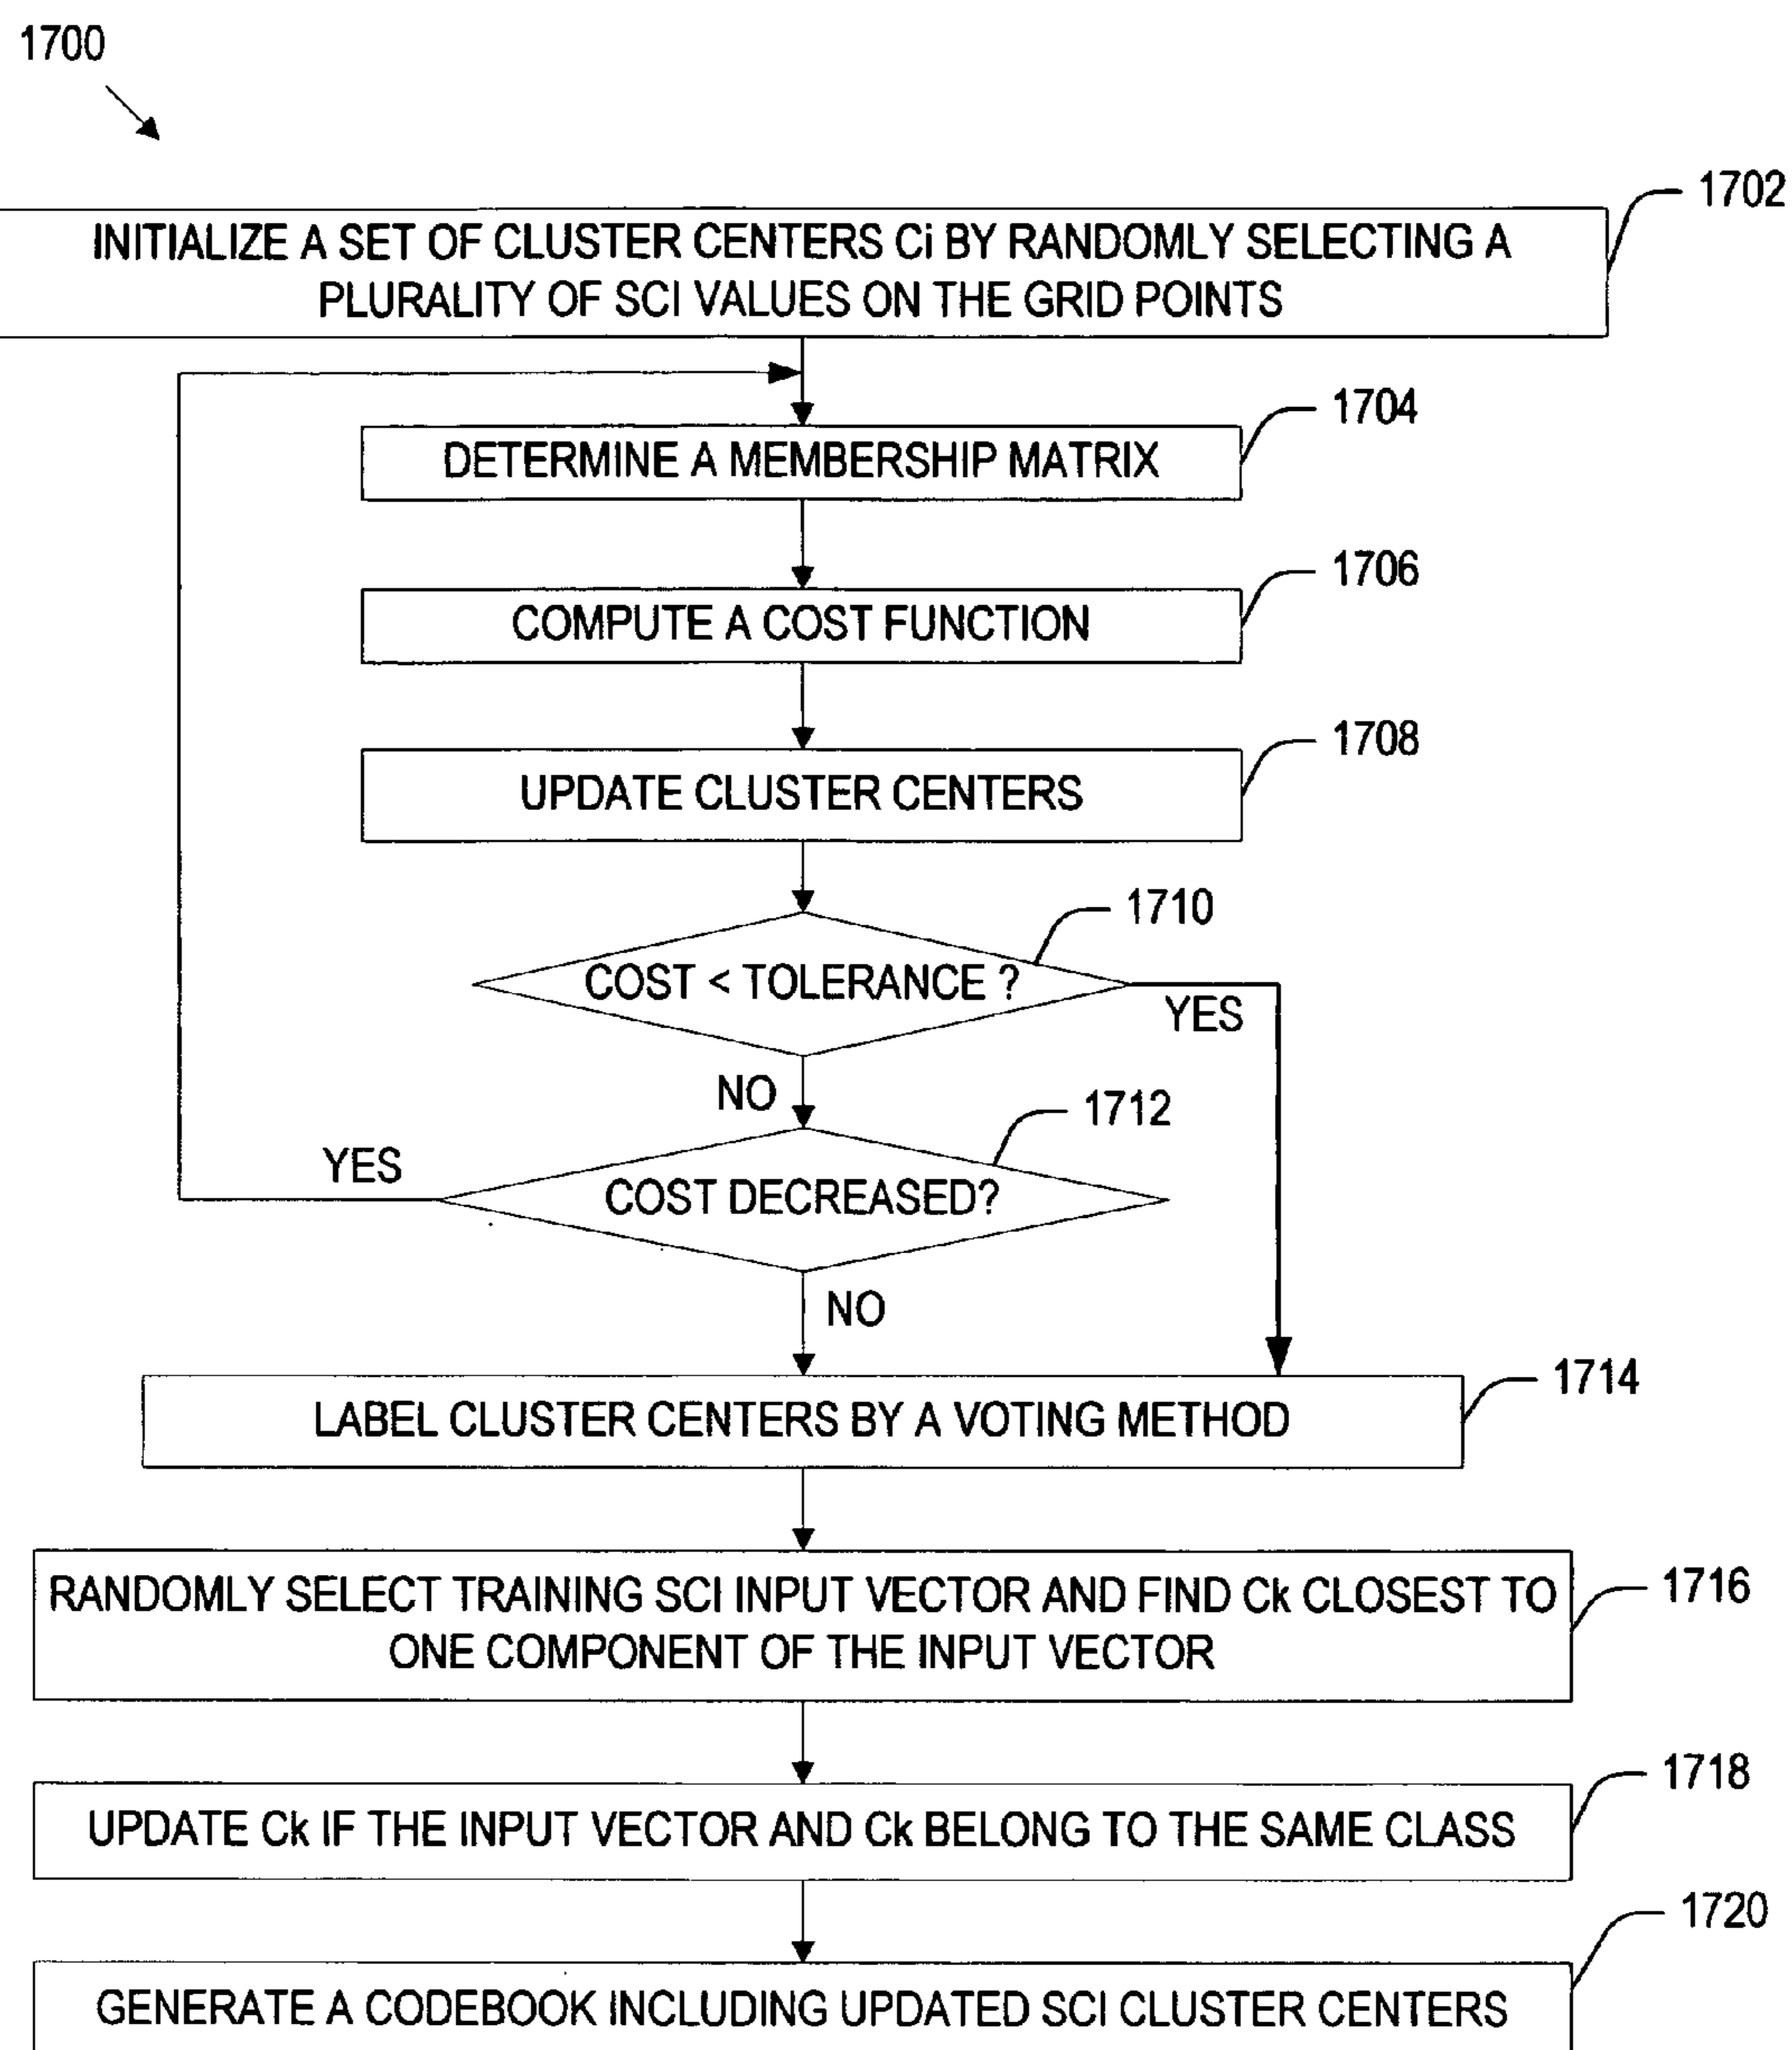 1700
1702
INITIALIZE A SET OF CLUSTER CENTERS Ci BY RANDOMLY SELECTING A
PLURALITY OF SCI VALUES ON THE GRID POINTS
1704
DETERMINE A MEMBERSHIP MATRIX
1706
COMPUTE A COST FUNCTION
1708
UPDATE CLUSTER CENTERS
1710
COST < TOLERANCE ?
YES
NO
1712
YES
COST DECREASED?
NO
1714
LABEL CLUSTER CENTERS BY A VOTING METHOD
1716
RANDOMLY SELECT TRAINING SCI INPUT VECTOR AND FIND Ck CLOSEST TO
ONE COMPONENT OF THE INPUT VECTOR
1718
UPDATE Ck IF THE INPUT VECTOR AND Ck BELONG TO THE SAME CLASS
1720
GENERATE A CODEBOOK INCLUDING UPDATED SCI CLUSTER CENTERS